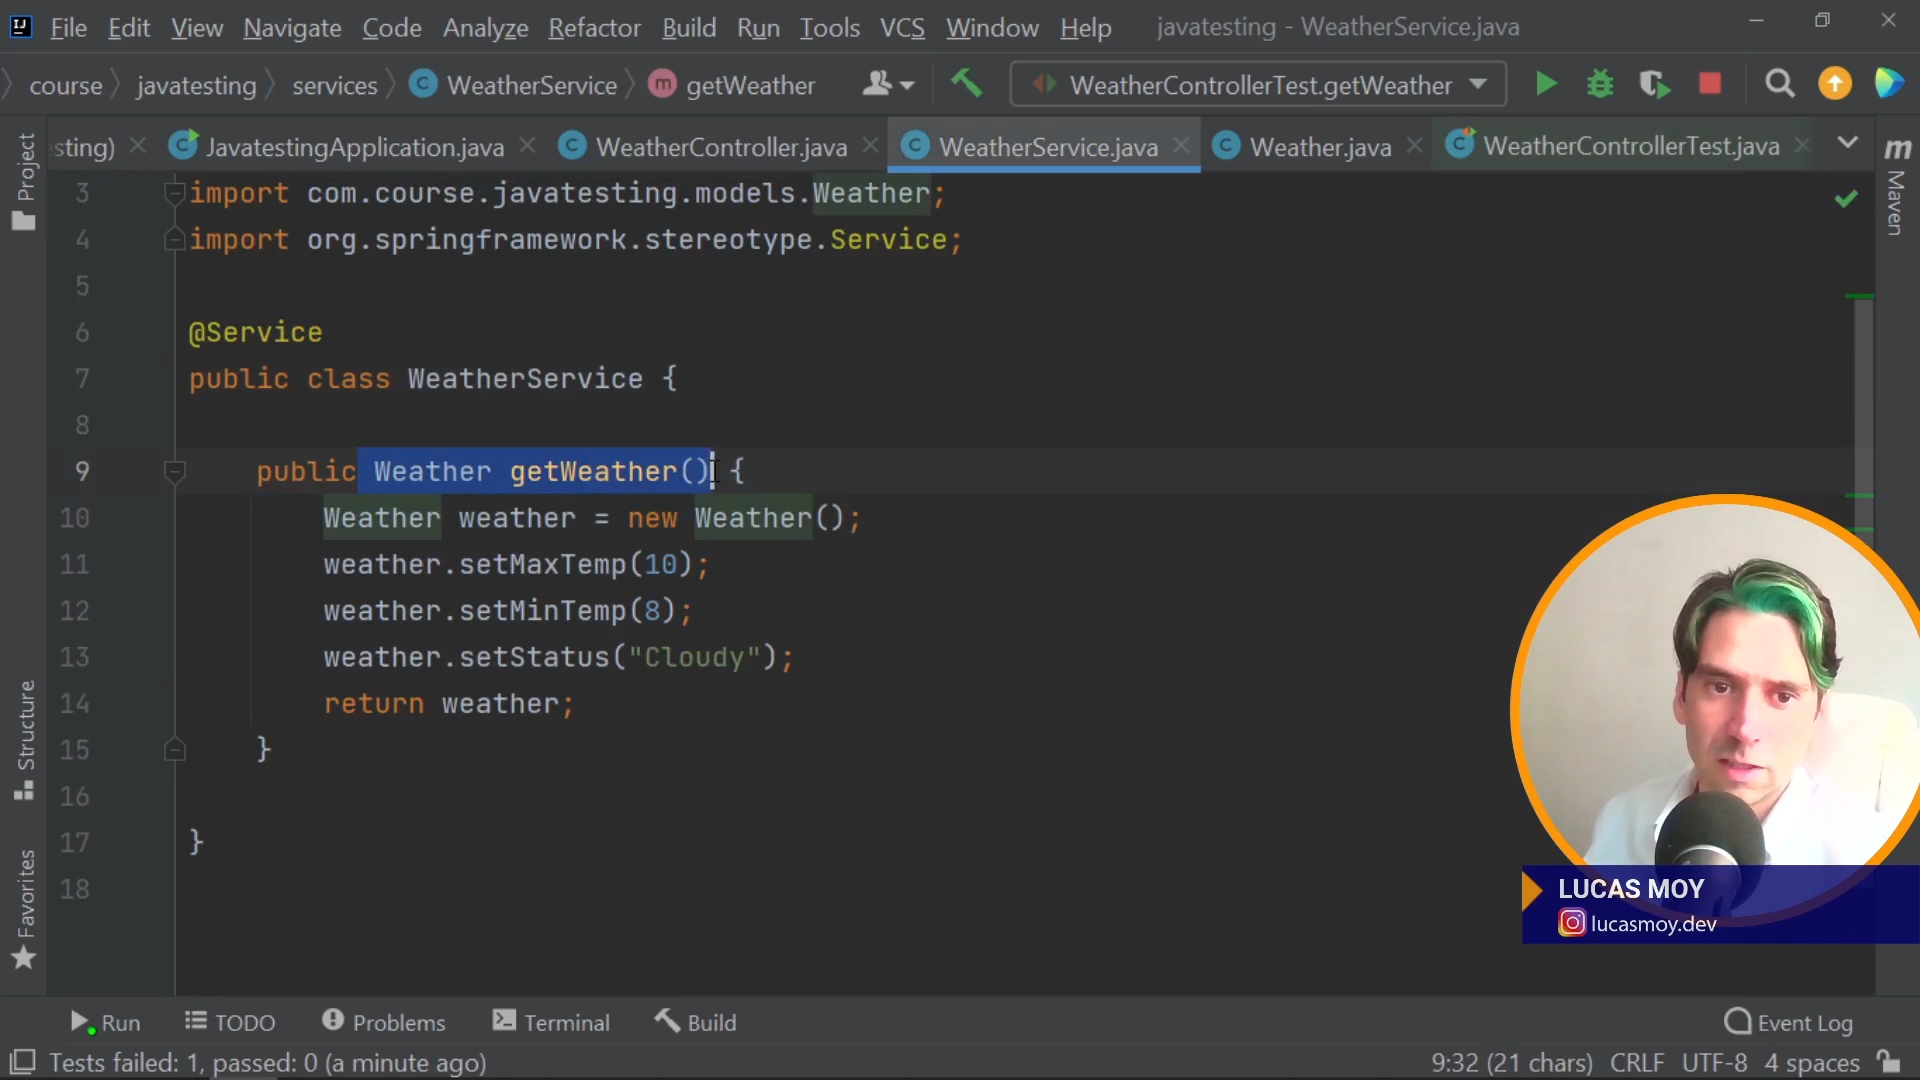 File Edit View Navigate Code Analyze Refactor Build Run Tools VCS Window Help javatesting - WeatherService.java
course javatesting services WeatherService getWeather WeatherControllerTest.getWeather
sting) JavatestingApplication.java WeatherController.java WeatherService.java Weather.java WeatherControllerTest.java
Project
Structure
Favorites
Maven
3 import com.course.javatesting.models.Weather;
4 import org.springframework.stereotype.Service;
5
6 @Service
7 public class WeatherService {
8
9 public Weather getWeather() {
10 Weather weather = new Weather();
11 weather.setMaxTemp(10);
12 weather.setMinTemp(8);
13 weather.setStatus("Cloudy");
14 return weather;
15 }
16
17 }
18
LUCAS MOY
lucasmoy.dev
Run TODO Problems Terminal Build Event Log
Tests failed: 1, passed: 0 (a minute ago) 9:32 (21 chars) CRLF UTF-8 4 spaces